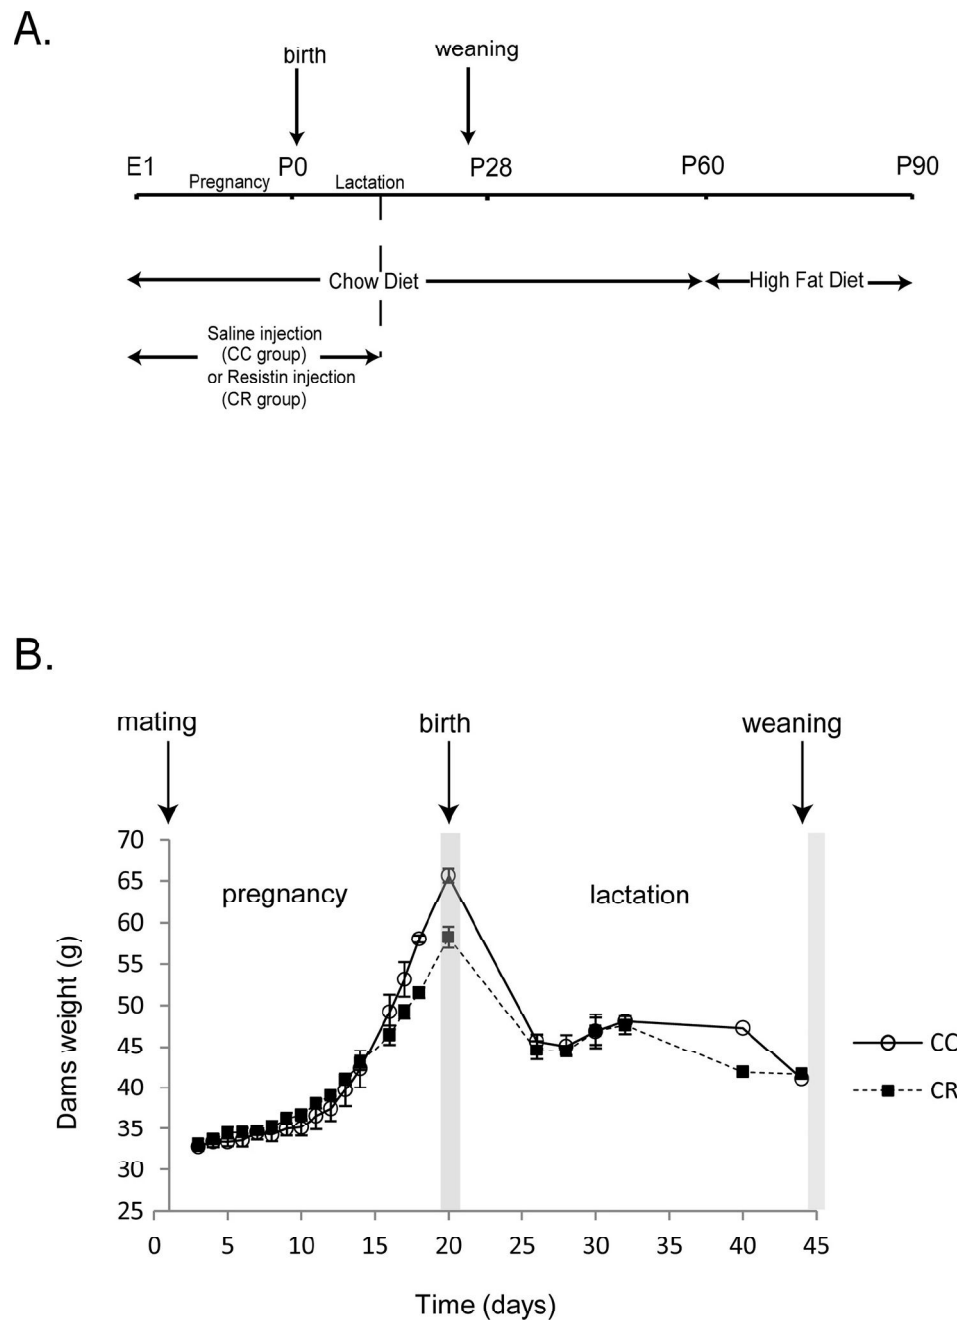 A.
birth
weaning
E1
P0
P28
P60
P90
Pregnancy
Lactation
Chow Diet
High Fat Diet
Saline injection
(CC group)
or Resistin injection
(CR group)
B.
mating
birth
weaning
70
65
60
55
50
45
40
35
30
25
Dams weight (g)
pregnancy
lactation
CC
CR
0 5 10 15 20 25 30 35 40 45
Time (days)